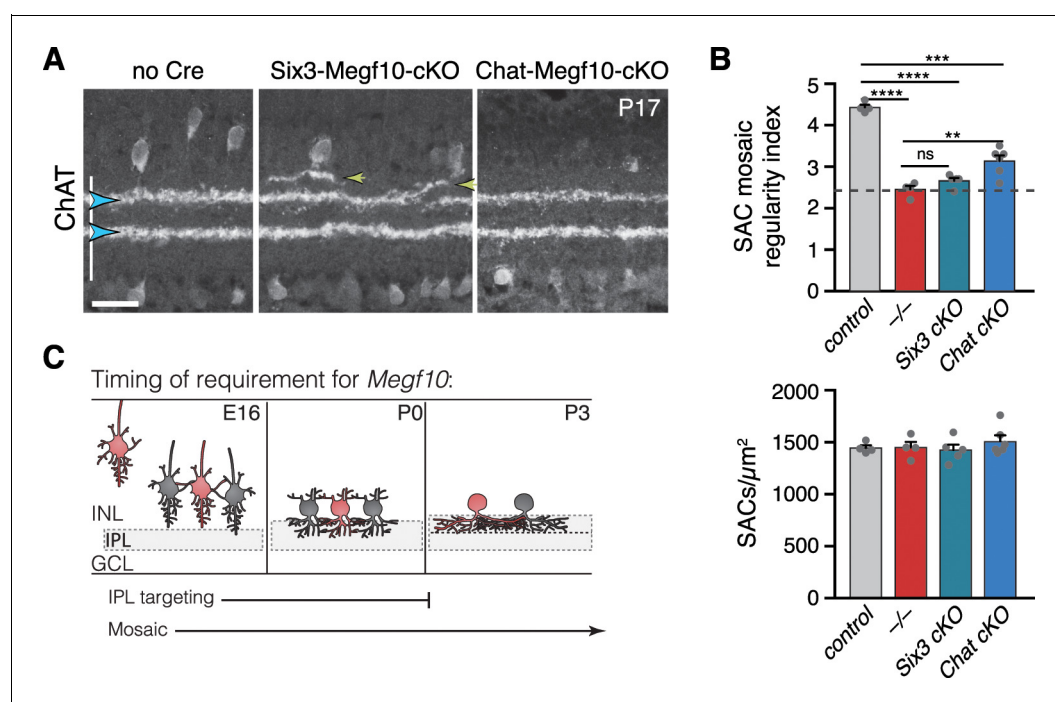 A
no Cre
Six3-Megf10-cKO
Chat-Megf10-cKO
P17
ChAT
B
***
****
****
**
ns
SAC mosaic
regularity index
5
4
3
2
1
0
control
–/–
Six3 cKO
Chat cKO
2000
1500
1000
500
0
SACs/µm²
control
–/–
Six3 cKO
Chat cKO
C
Timing of requirement for Megf10:
E16
P0
P3
INL
IPL
GCL
IPL targeting
Mosaic